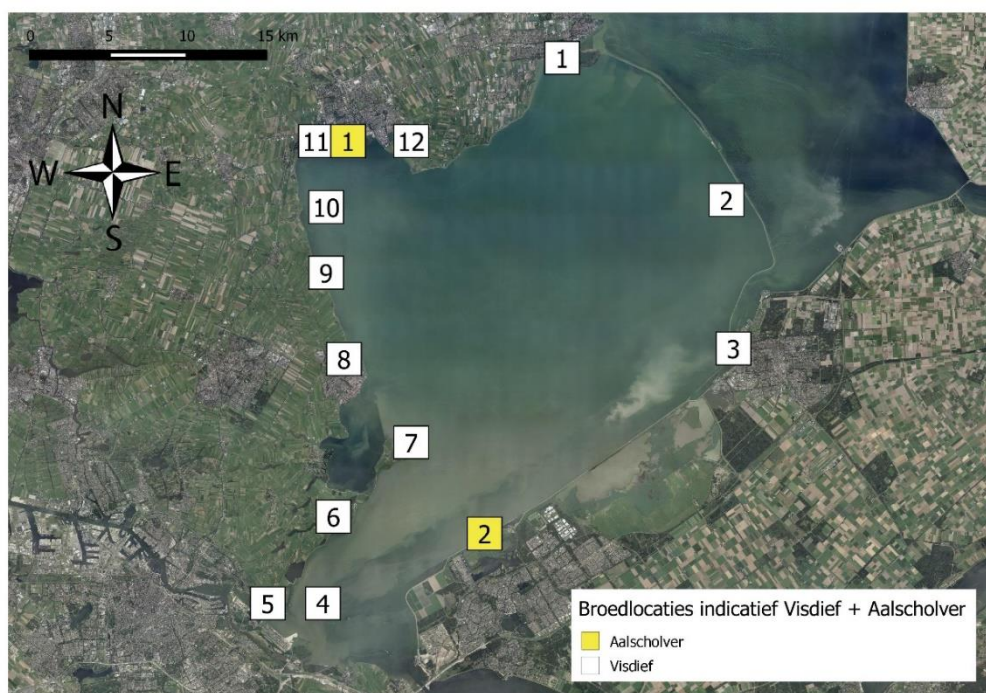 0 5 10 15 km
N
W E
S
1
11 1 12
2
10
9
3
8
7
6
2
5 4
Broedlocaties indicatief Visdief + Aalscholver
Aalscholver
Visdief